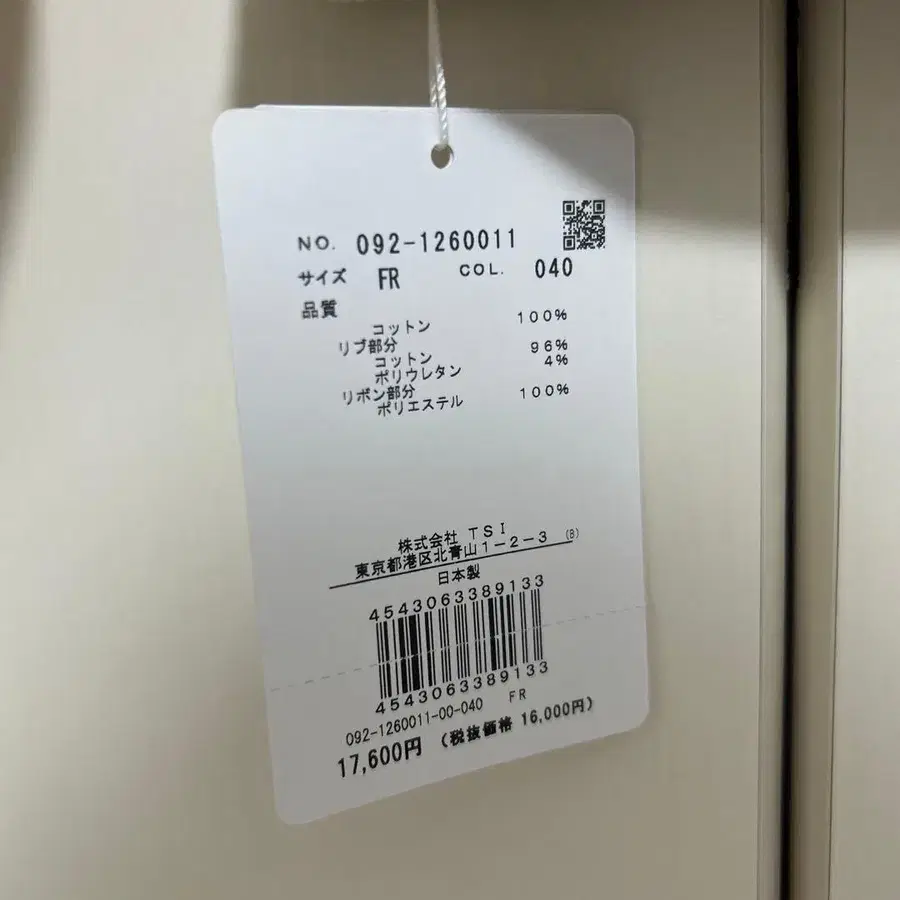 NO. 092-1260011
サイズ FR COL. 040
品質
コットン 100%
リブ部分
コットン 96%
ポリウレタン 4%
リボン部分
ポリエステル 100%
株式会社 TSI
東京都港区北青山1-2-3 (B)
日本製
4543063389133
4543063389133
092-1260011-00-040 FR
17,600円 (税抜価格 16,000円)